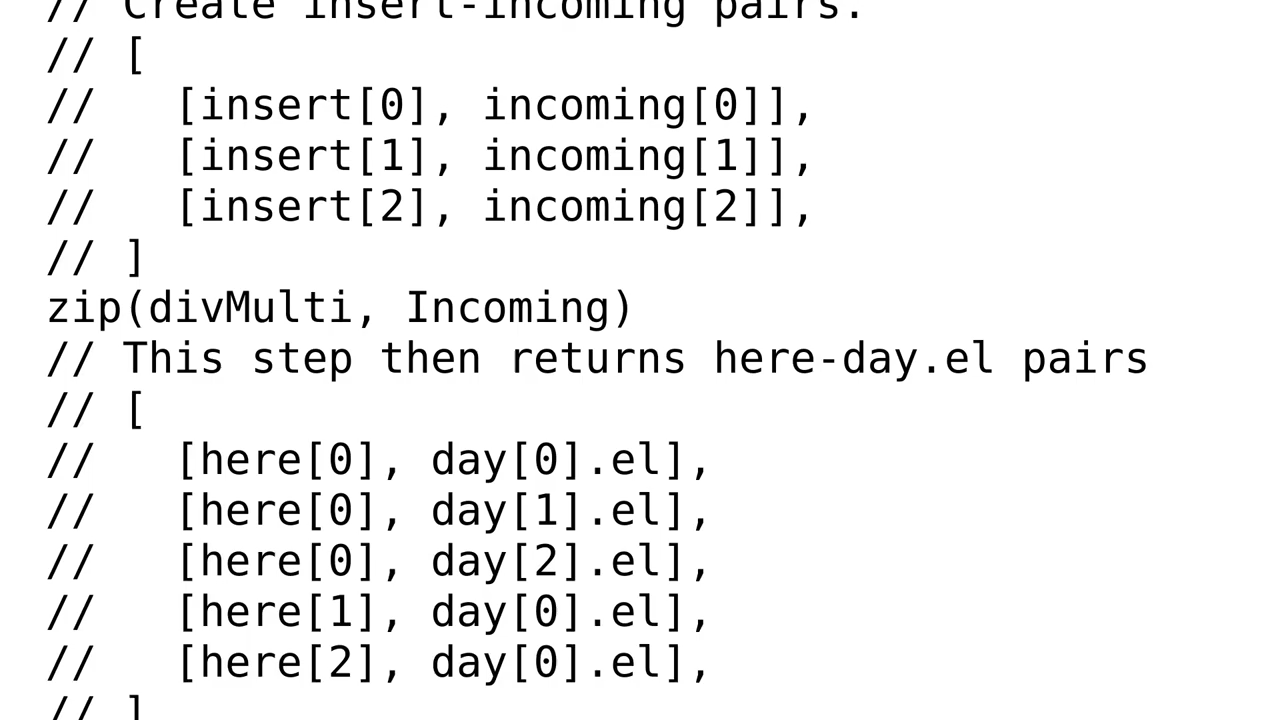 // Create insert-incoming pairs.
// [
//   [insert[0], incoming[0]],
//   [insert[1], incoming[1]],
//   [insert[2], incoming[2]],
// ]
zip(divMulti, Incoming)
// This step then returns here-day.el pairs
// [
//   [here[0], day[0].el],
//   [here[0], day[1].el],
//   [here[0], day[2].el],
//   [here[1], day[0].el],
//   [here[2], day[0].el],
// ]